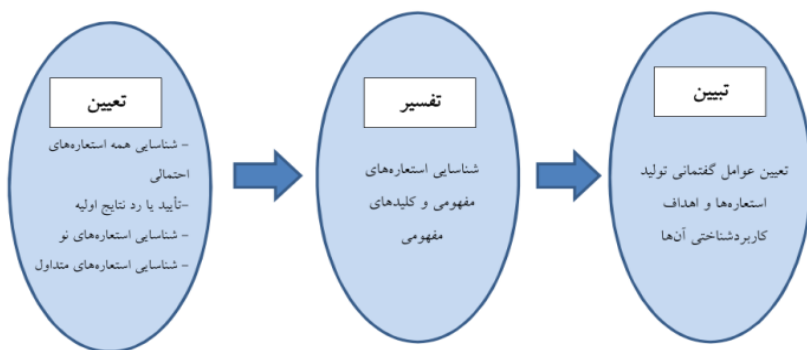 تعیین
- شناسایی همه استعاره‌های
احتمالی
-تأیید یا رد نتایج اولیه
- شناسایی استعاره‌های نو
- شناسایی استعاره‌های متداول
تفسیر
شناسایی استعاره‌های
مفهومی و کلیدهای
مفهومی
تبیین
تعیین عوامل گفتمانی تولید
استعاره‌ها و اهداف
کاربردشناختی آن‌ها